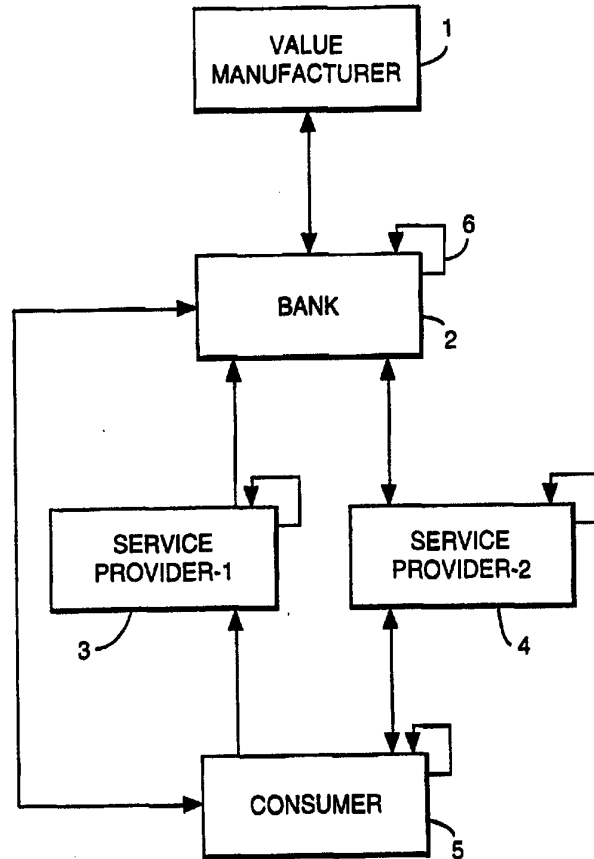 1
VALUE
MANUFACTURER
6
BANK
2
SERVICE
PROVIDER-1
SERVICE
PROVIDER-2
3
4
CONSUMER
5